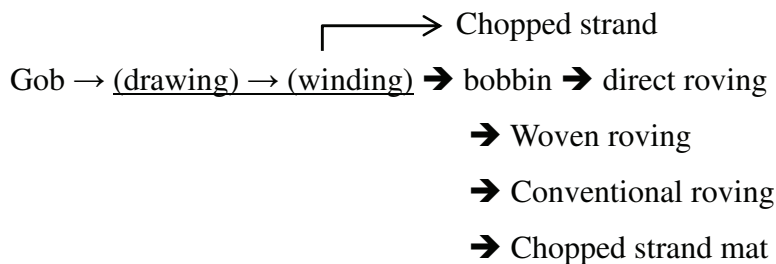 Chopped strand
Gob → (drawing) → (winding) ➔ bobbin ➔ direct roving
➔ Woven roving
➔ Conventional roving
➔ Chopped strand mat